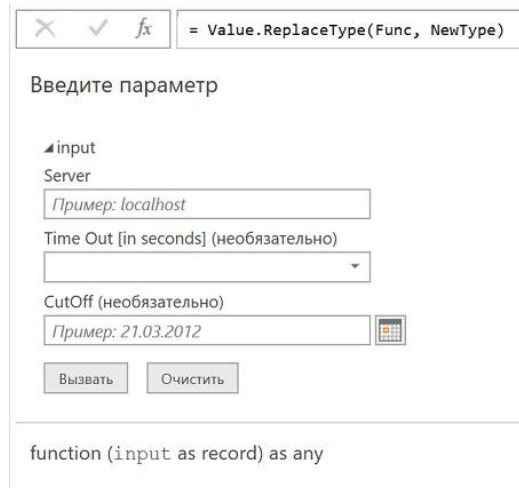 fx = Value.ReplaceType(Func, NewType)
Введите параметр
input
Server
Пример: localhost
Time Out [in seconds] (необязательно)
CutOff (необязательно)
Пример: 21.03.2012
Вызвать Очистить
function (input as record) as any